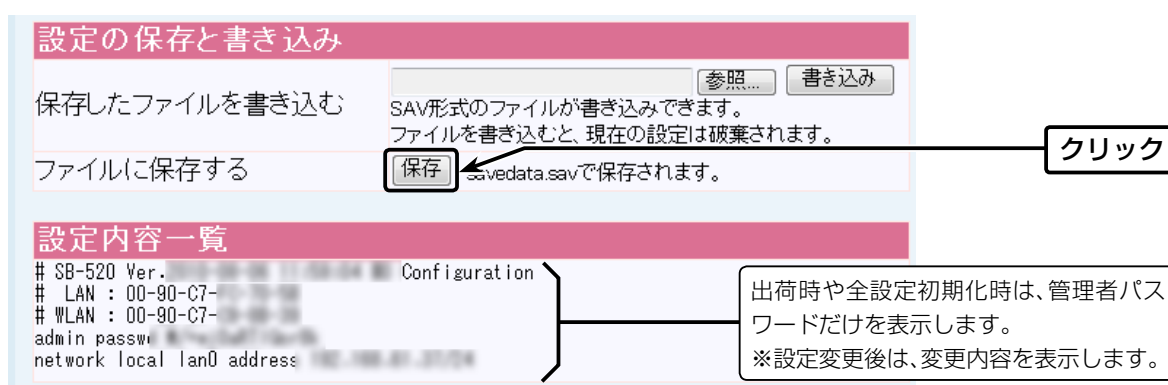 設定の保存と書き込み
保存したファイルを書き込む
参照... 書き込み
SAV形式のファイルが書き込みできます。
ファイルを書き込むと、現在の設定は破棄されます。
ファイルに保存する
保存 savedata.savで保存されます。
クリック
設定内容一覧
# SB-520 Ver. Configuration
# LAN : 00-90-C7-
# WLAN : 00-90-C7-
admin passwd
network local lan0 address
出荷時や全設定初期化時は、管理者パス
ワードだけを表示します。
※設定変更後は、変更内容を表示します。